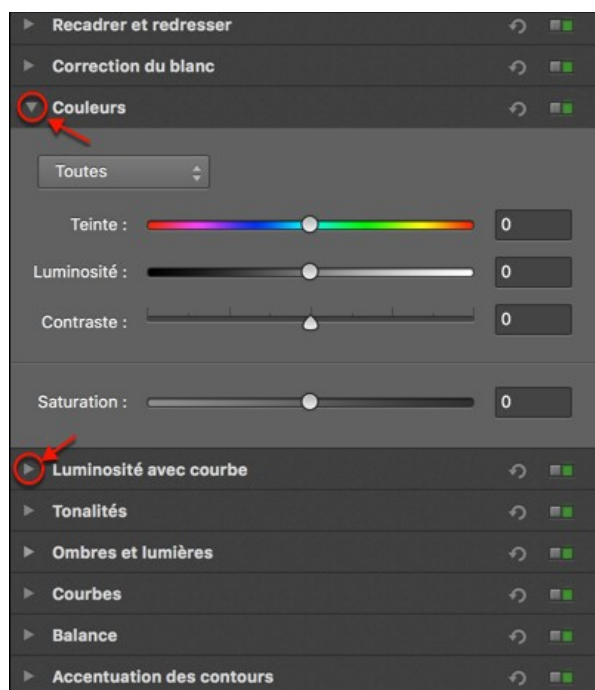 Recadrer et redresser
Correction du blanc
Couleurs
Toutes
Teinte : 0
Luminosité : 0
Contraste : 0
Saturation : 0
Luminosité avec courbe
Tonalités
Ombres et lumières
Courbes
Balance
Accentuation des contours